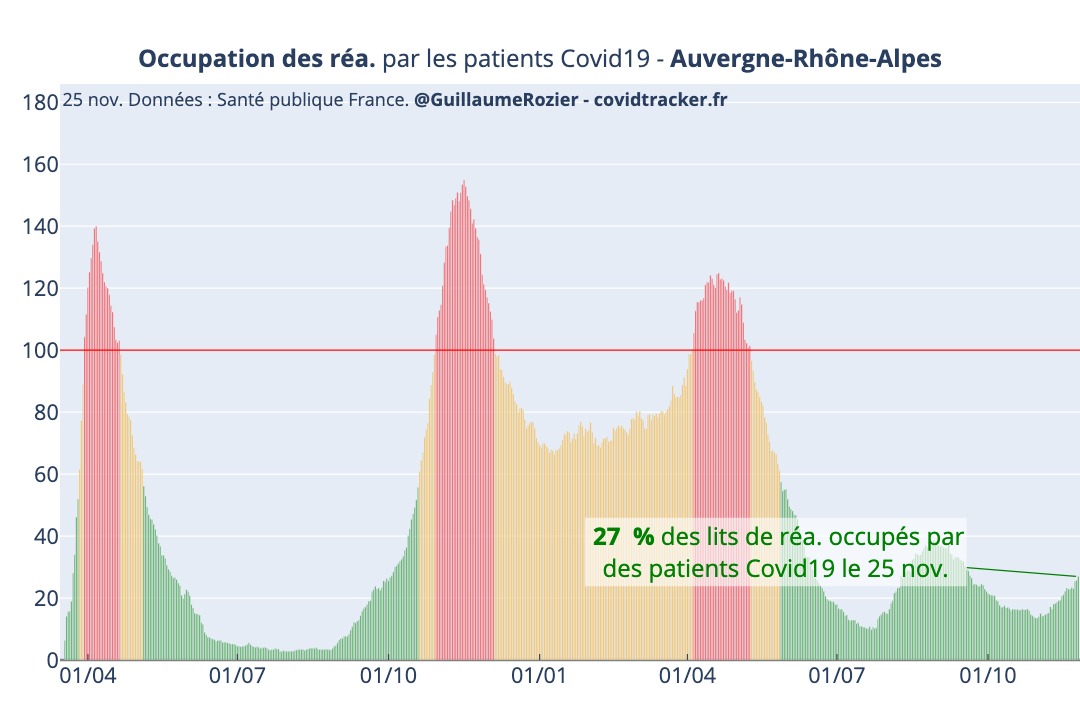 Occupation des réa. par les patients Covid19 - Auvergne-Rhône-Alpes
25 nov. Données : Santé publique France. @GuillaumeRozier - covidtracker.fr
180
160
140
120
100
80
60
40
20
0
27 % des lits de réa. occupés par
des patients Covid19 le 25 nov.
01/04 01/07 01/10 01/01 01/04 01/07 01/10